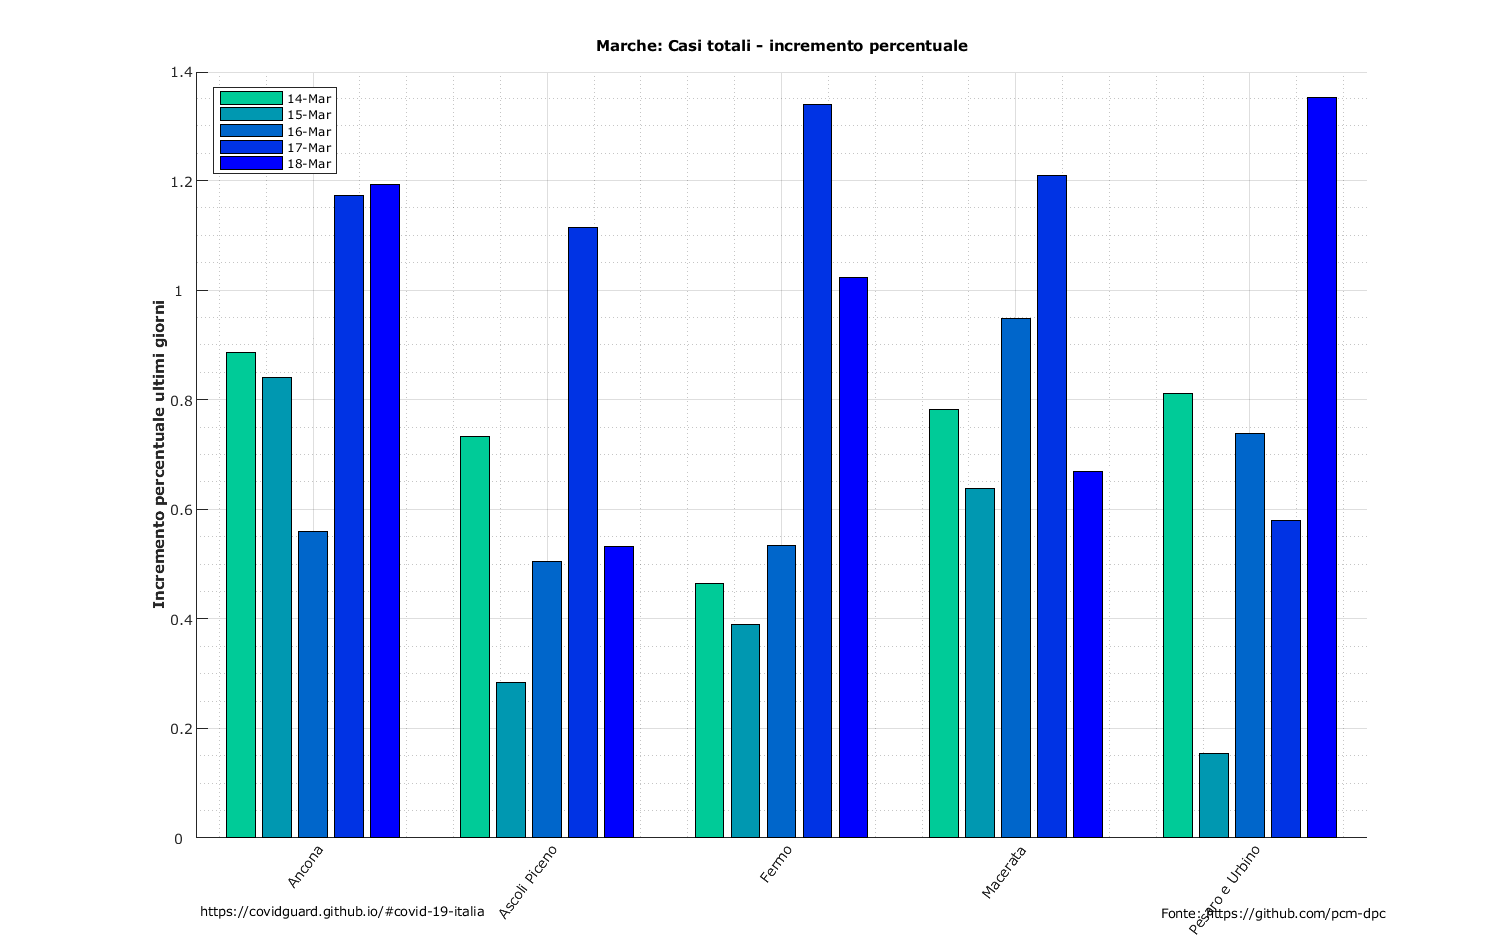 Marche: Casi totali - incremento percentuale
Incremento percentuale ultimi giorni
1.4
1.2
1
0.8
0.6
0.4
0.2
0
14-Mar
15-Mar
16-Mar
17-Mar
18-Mar
Ancona
Ascoli Piceno
Fermo
Macerata
Pesaro e Urbino
https://covidguard.github.io/#covid-19-italia
Fonte: https://github.com/pcm-dpc